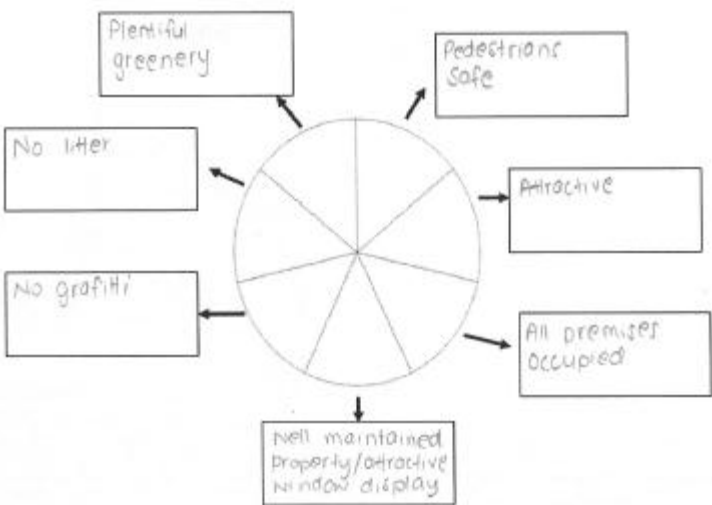 Plentiful
greenery
Pedestrians
safe
No litter
Attractive
No grafitti
All premises
occupied
Well maintained
property/attractive
window display